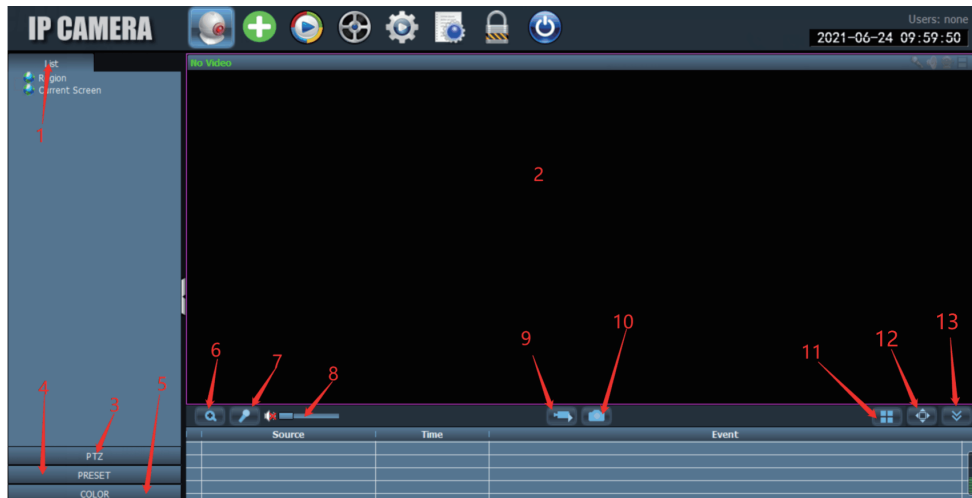 IP CAMERA
Users: none
2021-06-24 09:59:50
List
No Video
Region
Current Screen
1
2
6
7
8
9
10
11
12
13
4
3
5
Source Time Event
PTZ
PRESET
COLOR